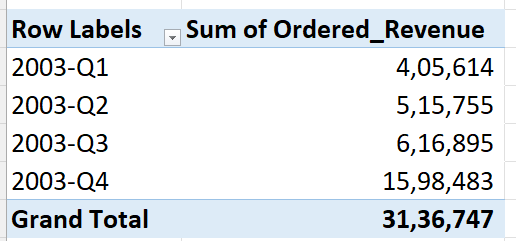 Row Labels Sum of Ordered_Revenue
2003-Q1 4,05,614
2003-Q2 5,15,755
2003-Q3 6,16,895
2003-Q4 15,98,483
Grand Total 31,36,747